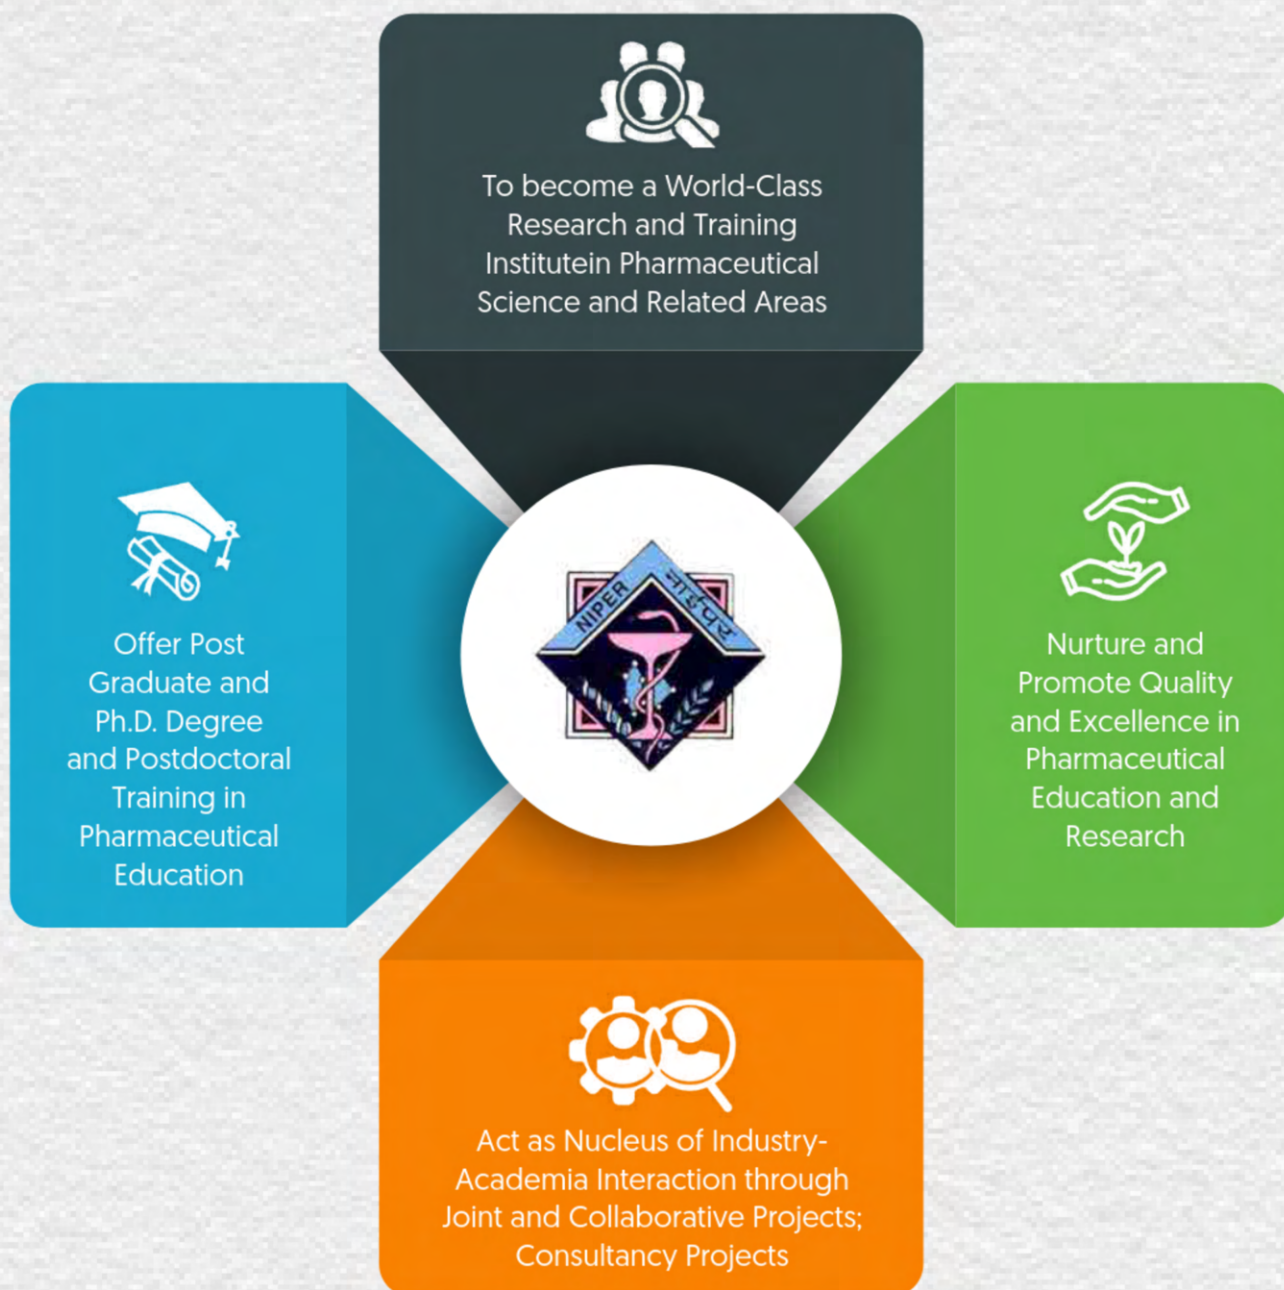 To become a World-Class
Research and Training
Institutein Pharmaceutical
Science and Related Areas
Offer Post
Graduate and
Ph.D. Degree
and Postdoctoral
Training in
Pharmaceutical
Education
NIPER
नाईपर
Nurture and
Promote Quality
and Excellence in
Pharmaceutical
Education and
Research
Act as Nucleus of Industry-
Academia Interaction through
Joint and Collaborative Projects;
Consultancy Projects